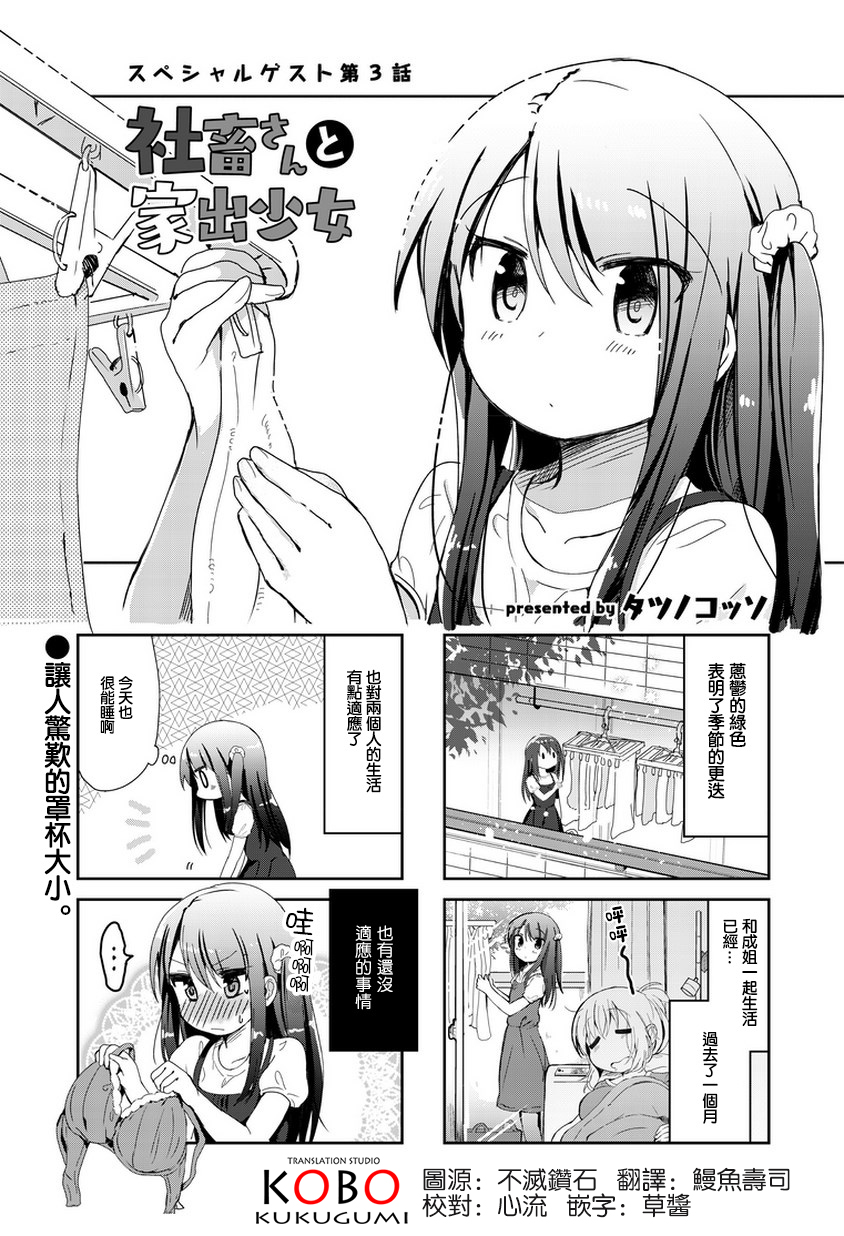 スペシャルゲスト第3話
社畜さんと
家出少女
presented by タツノコッソ
蔥鬱的綠色
表明了季節的更迭
和成姐一起生活
已經…
過去了一個月
呼呼～
也對兩個人的生活
有點適應了
今天也
很能睡啊
也有還沒
適應的事情
哇
啊啊啊
…
●讓人驚歎的罩杯大小。
TRANSLATION STUDIO
KOBO
KUKUGUMI
圖源：不滅鑽石 翻譯：鰻魚壽司
校對：心流 嵌字：草醬